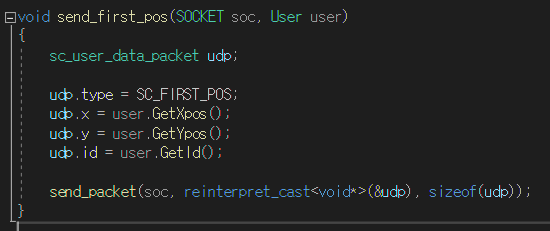 void send_first_pos(SOCKET soc, User user)
{
sc_user_data_packet udp;
udp.type = SC_FIRST_POS;
udp.x = user.GetXpos();
udp.y = user.GetYpos();
udp.id = user.GetId();
send_packet(soc, reinterpret_cast<void*>(&udp), sizeof(udp));
}